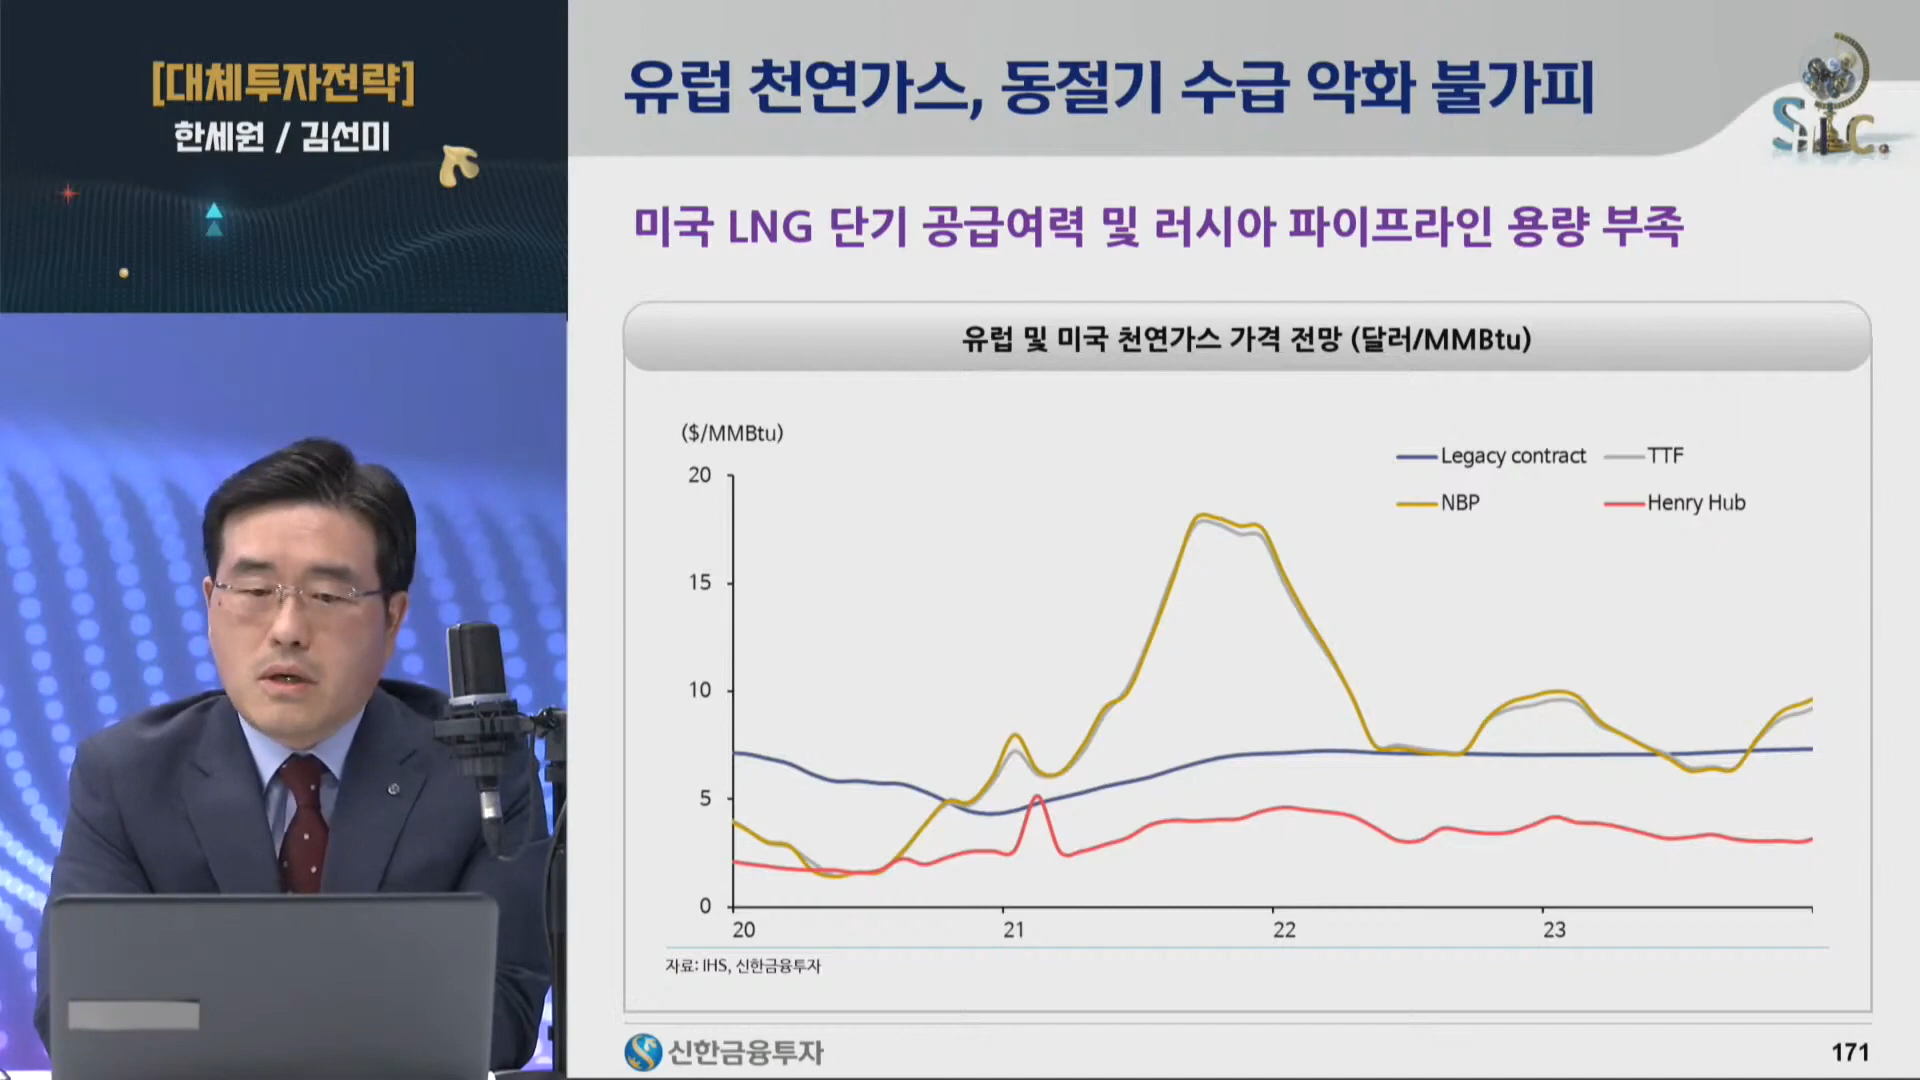 [대체투자전략]
한세원 / 김선미
유럽 천연가스, 동절기 수급 악화 불가피
SHLC.
미국 LNG 단기 공급여력 및 러시아 파이프라인 용량 부족
유럽 및 미국 천연가스 가격 전망 (달러/MMBtu)
($/MMBtu)
Legacy contract
TTF
NBP
Henry Hub
20
15
10
5
0
20 21 22 23
자료: IHS, 신한금융투자
신한금융투자
171